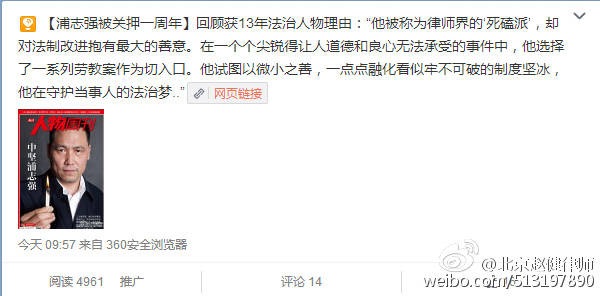 【浦志强被关押一周年】回顾获13年法治人物理由：“他被称为律师界的‘死磕派’，却
对法制改进抱有最大的善意。在一个个尖锐得让人道德和良心无法承受的事件中，他选择
了一系列劳教案作为切入口。他试图以微小之善，一点点融化看似牢不可破的制度坚冰，
他在守护当事人的法治梦..” 网页链接
人物周刊
中坚浦志强
今天 09:57 来自 360安全浏览器
阅读 4961 推广 评论 14
@北京赵健律师
weibo.com/513197890